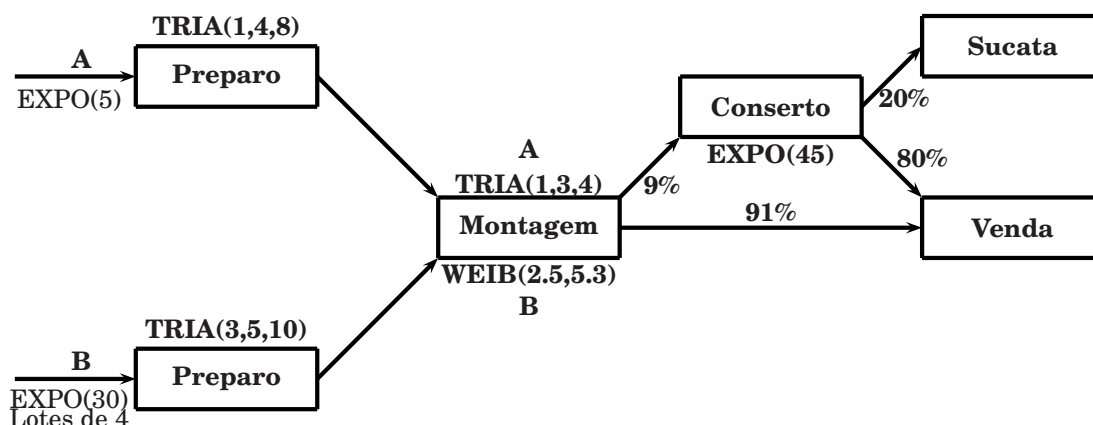 TRIA(1,4,8)
A
Preparo
EXPO(5)
Sucata
20%
Conserto
EXPO(45)
80%
A
TRIA(1,3,4)
9%
Montagem
91%
Venda
WEIB(2.5,5.3)
B
TRIA(3,5,10)
B
Preparo
EXPO(30)
Lotes de 4